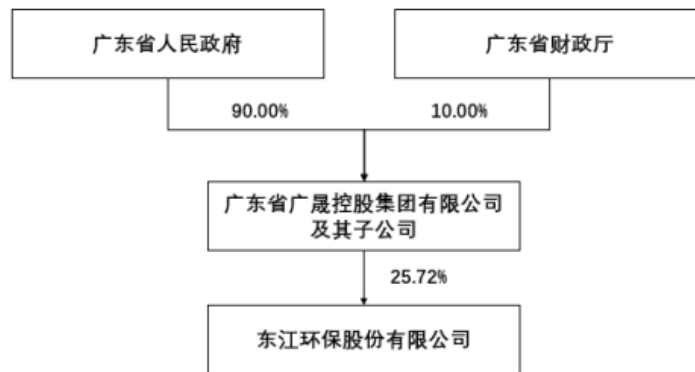 广东省人民政府
广东省财政厅
90.00%
10.00%
广东省广晟控股集团有限公司
及其子公司
25.72%
东江环保股份有限公司